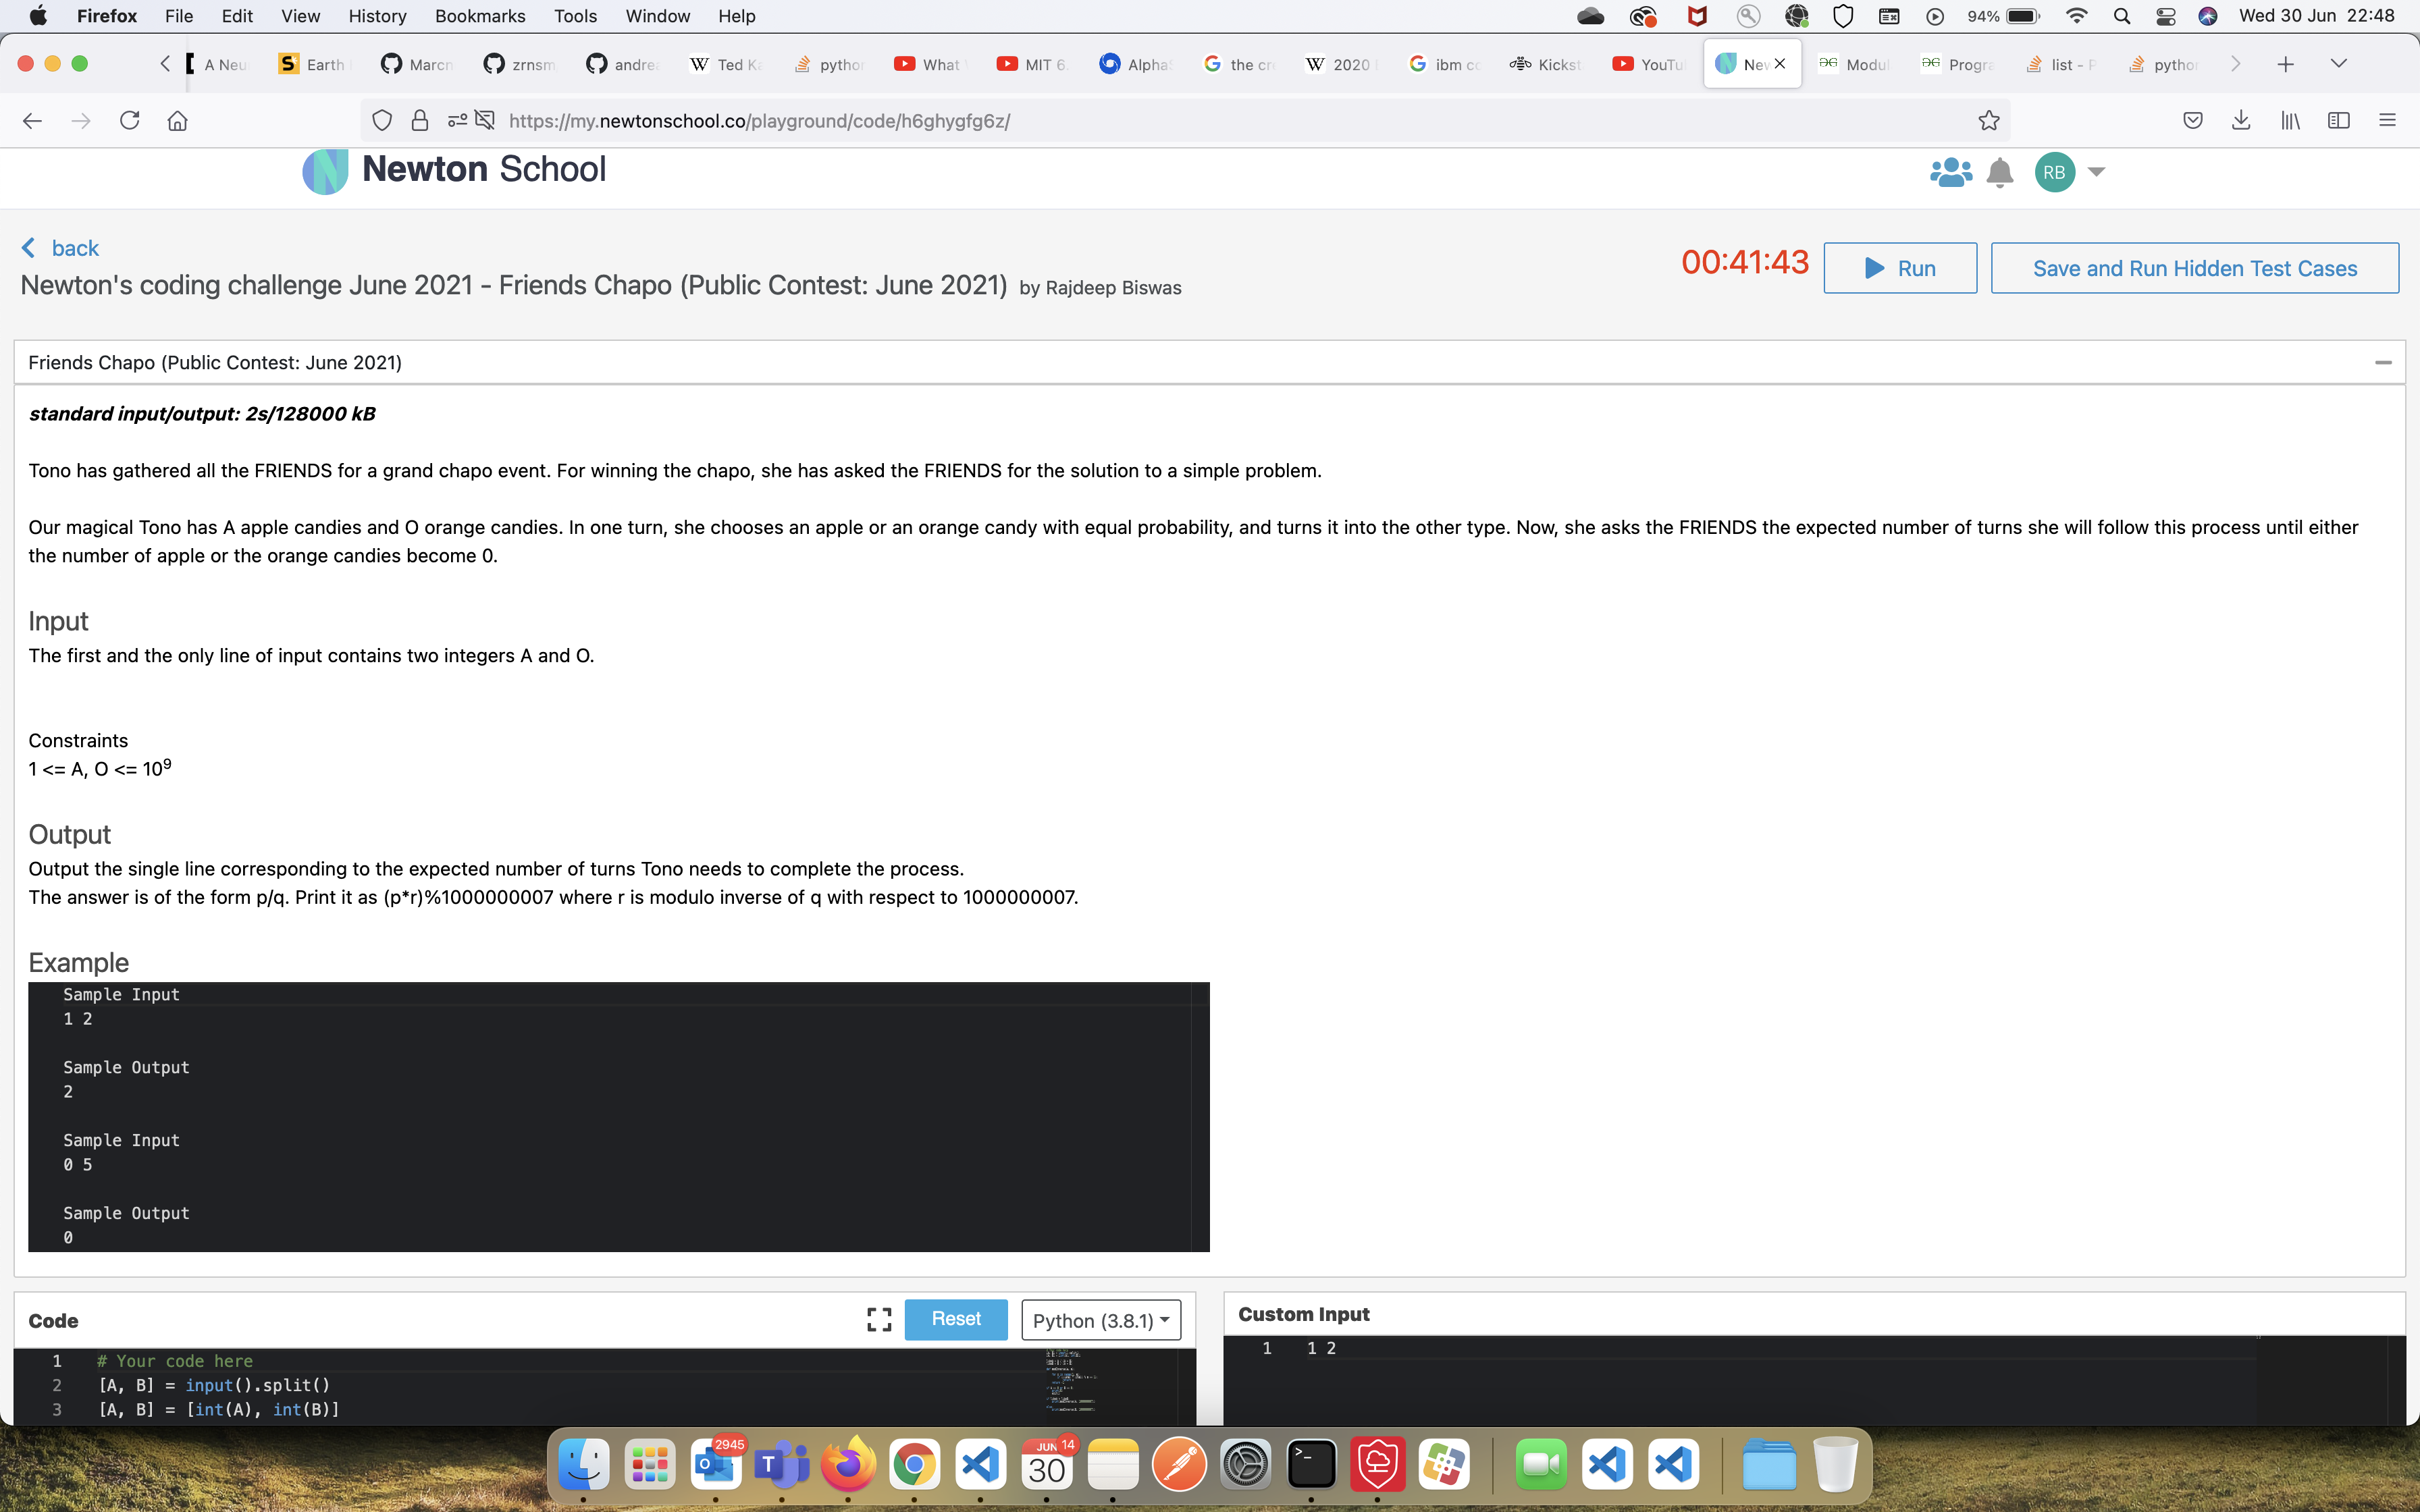 Firefox File Edit View History Bookmarks Tools Window Help 94% Wed 30 Jun 22:48
A Neu Earth Marcn zrnsm andrea Ted Ka python What MIT 6. Alpha the cr 2020 ibm co Kickst YouTu New Modul Progra list - P python
https://my.newtonschool.co/playground/code/h6ghygfg6z/
Newton School
RB
back
Newton's coding challenge June 2021 - Friends Chapo (Public Contest: June 2021) by Rajdeep Biswas
00:41:43 Run Save and Run Hidden Test Cases
Friends Chapo (Public Contest: June 2021)
standard input/output: 2s/128000 kB
Tono has gathered all the FRIENDS for a grand chapo event. For winning the chapo, she has asked the FRIENDS for the solution to a simple problem.
Our magical Tono has A apple candies and O orange candies. In one turn, she chooses an apple or an orange candy with equal probability, and turns it into the other type. Now, she asks the FRIENDS the expected number of turns she will follow this process until either
the number of apple or the orange candies become 0.
Input
The first and the only line of input contains two integers A and O.
Constraints
1 <= A, O <= 10⁹
Output
Output the single line corresponding to the expected number of turns Tono needs to complete the process.
The answer is of the form p/q. Print it as (p*r)%1000000007 where r is modulo inverse of q with respect to 1000000007.
Example
Sample Input
1 2
Sample Output
2
Sample Input
0 5
Sample Output
0
Code Reset Python (3.8.1)
1 # Your code here
2 [A, B] = input().split()
3 [A, B] = [int(A), int(B)]
Custom Input
1 1 2
2945
JUN 14
30